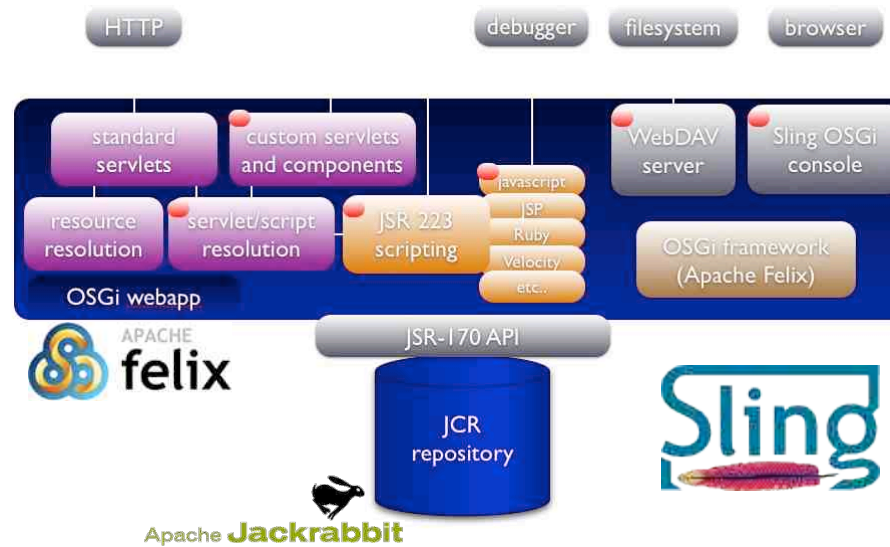 HTTP
debugger
filesystem
browser
standard
servlets
custom servlets
and components
WebDAV
server
Sling OSGi
console
javascript
JSP
Ruby
Velocity
etc..
resource
resolution
servlet/script
resolution
JSR 223
scripting
OSGi framework
(Apache Felix)
OSGi webapp
APACHE
felix
JSR-170 API
JCR
repository
Sling
Apache Jackrabbit